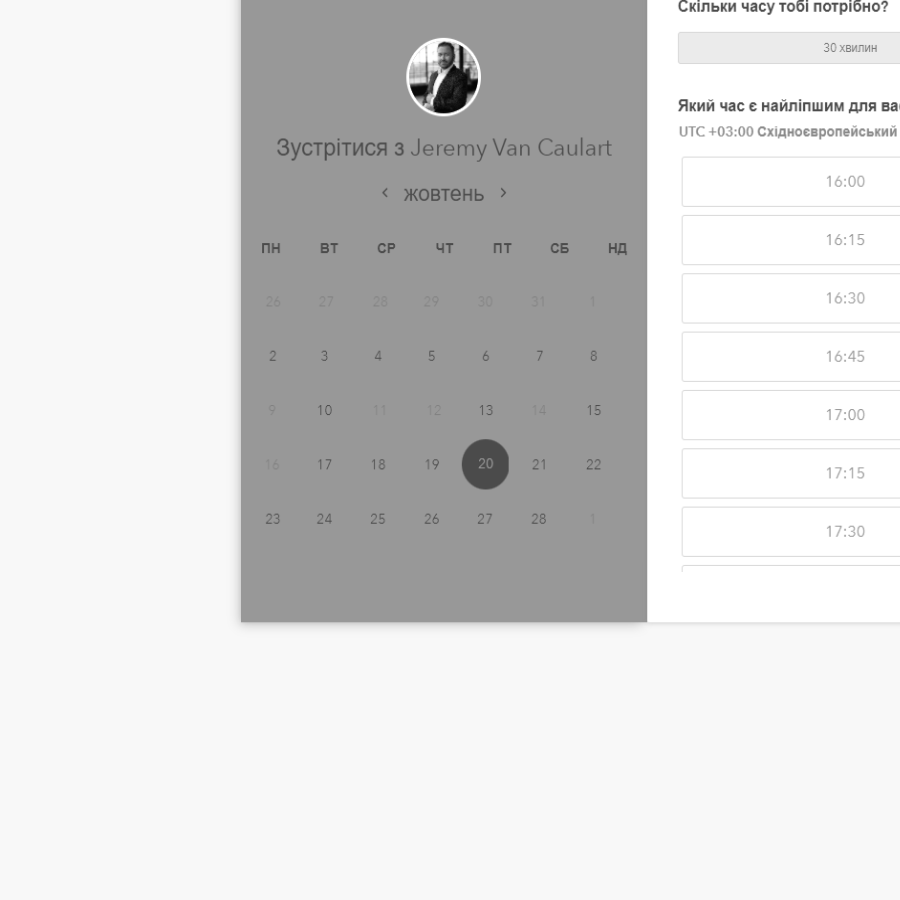 Зустрітися з Jeremy Van Caulart
‹ жовтень ›
ПН ВТ СР ЧТ ПТ СБ НД
26 27 28 29 30 31 1
2 3 4 5 6 7 8
9 10 11 12 13 14 15
16 17 18 19 20 21 22
23 24 25 26 27 28 1
Скільки часу тобі потрібно?
30 хвилин
Який час є найліпшим для
UTC +03:00 Східноєвропейський
16:00
16:15
16:30
16:45
17:00
17:15
17:30